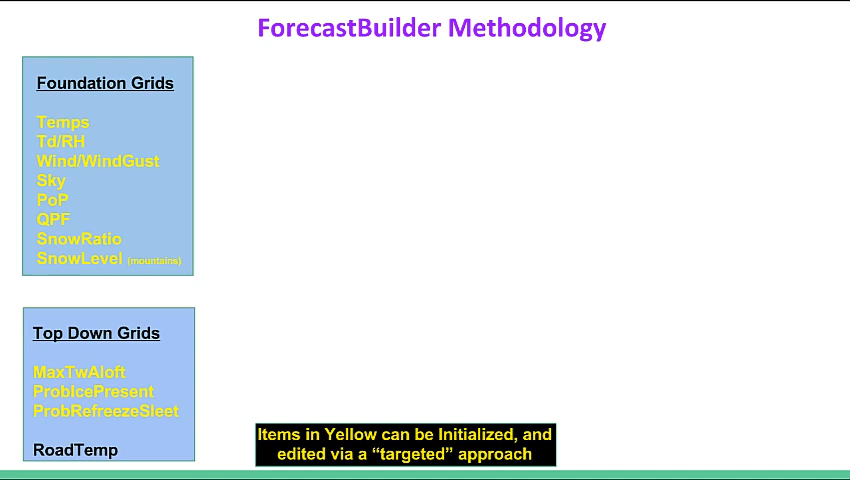 ForecastBuilder Methodology
Foundation Grids
Temps
Td/RH
Wind/WindGust
Sky
PoP
QPF
SnowRatio
SnowLevel (mountains)
Top Down Grids
MaxTwAloft
ProbIcePresent
ProbRefreezeSleet
RoadTemp
Items in Yellow can be Initialized, and
edited via a “targeted” approach